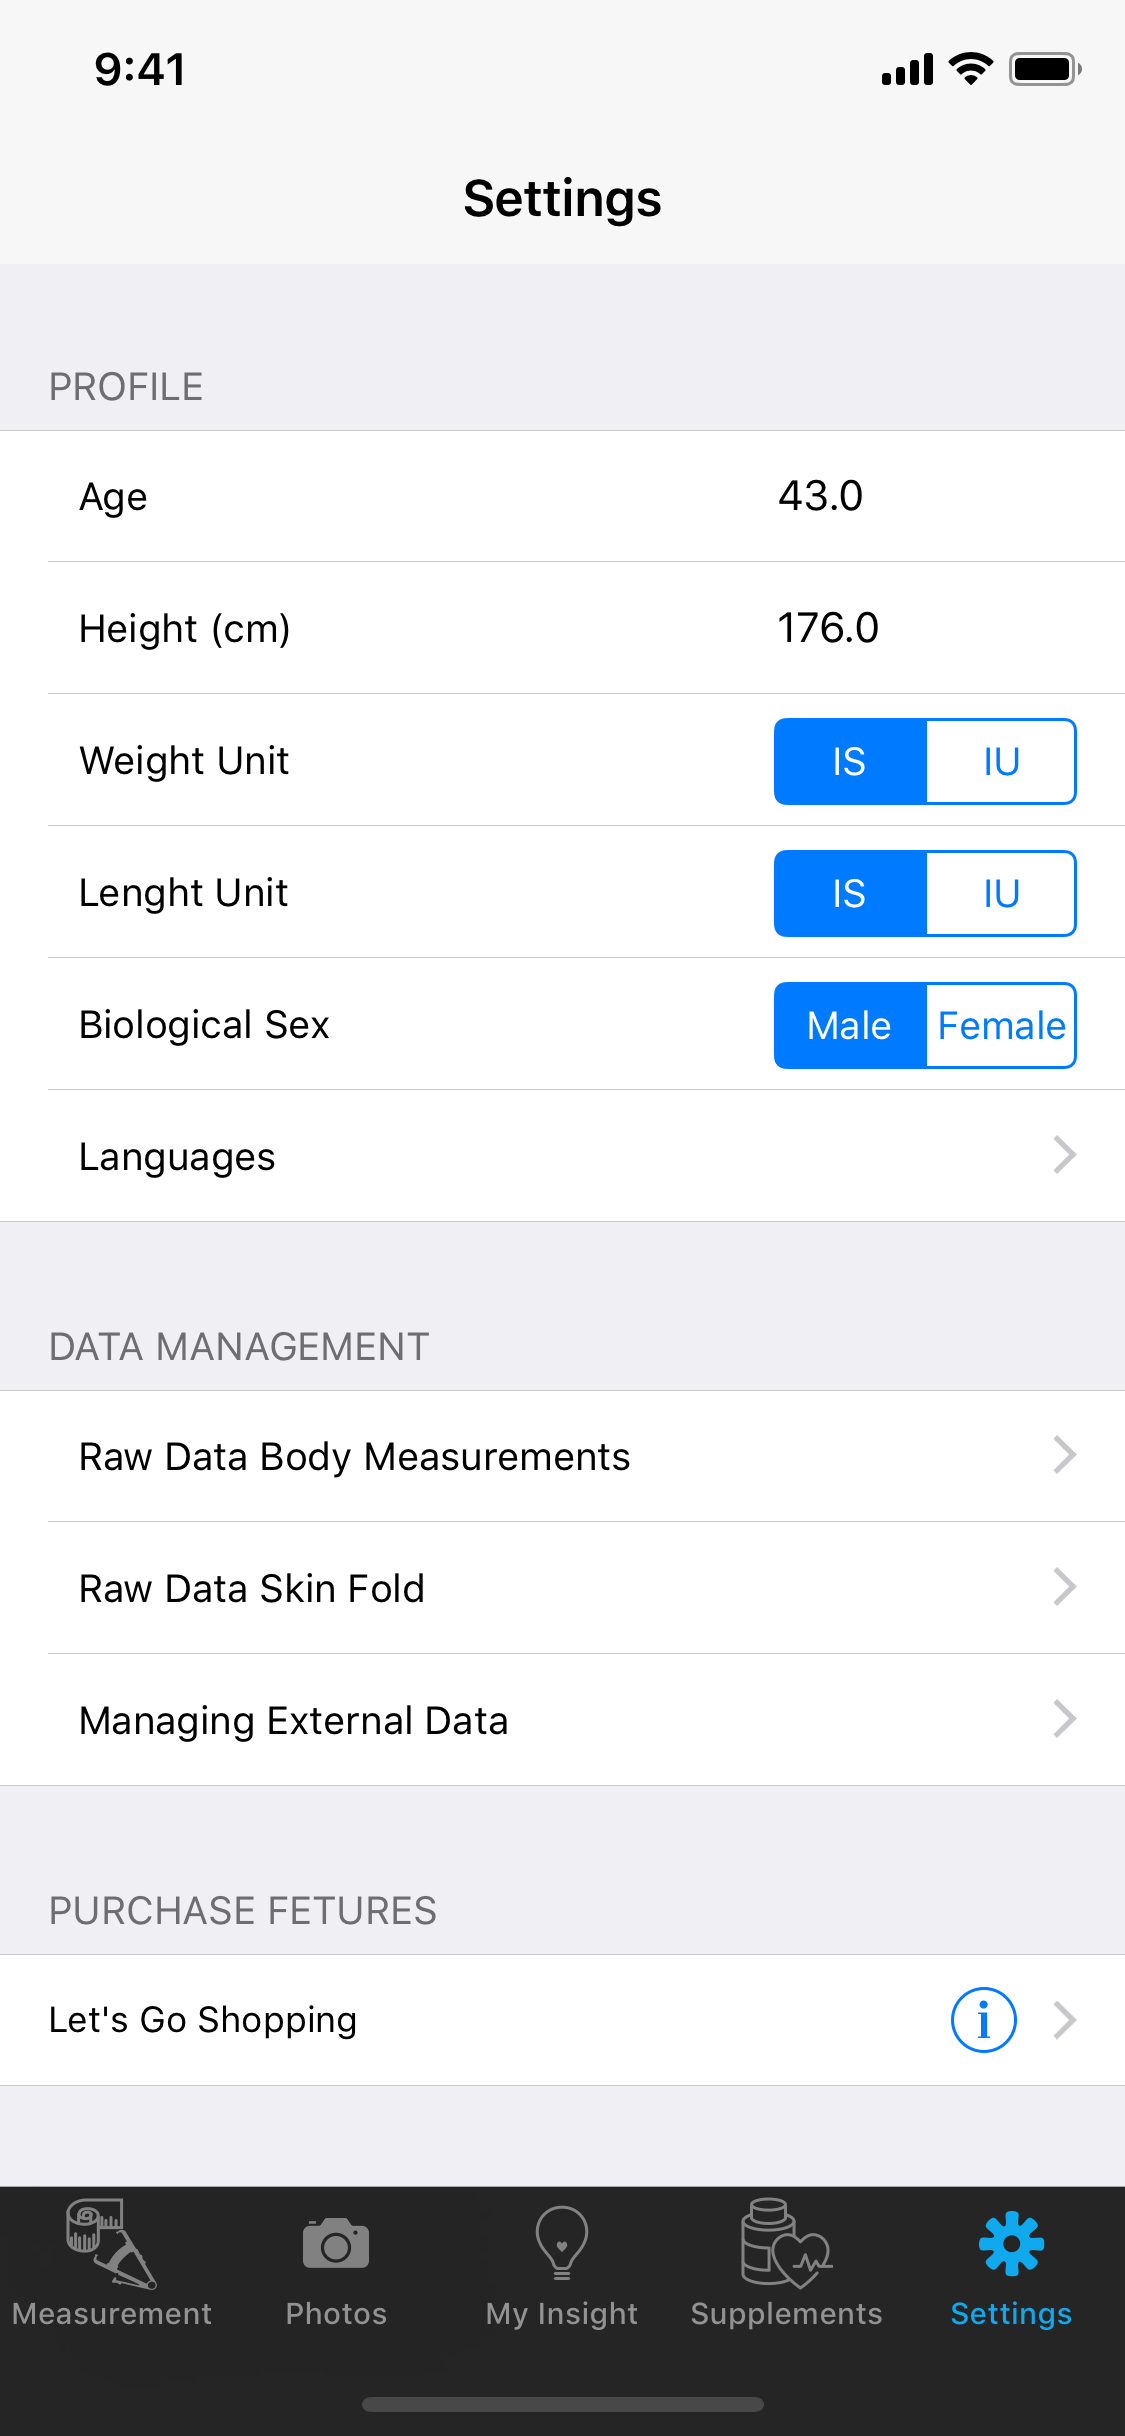 9:41
Settings
PROFILE
Age 43.0
Height (cm) 176.0
Weight Unit IS IU
Lenght Unit IS IU
Biological Sex Male Female
Languages
DATA MANAGEMENT
Raw Data Body Measurements
Raw Data Skin Fold
Managing External Data
PURCHASE FETURES
Let's Go Shopping i
Measurement Photos My Insight Supplements Settings